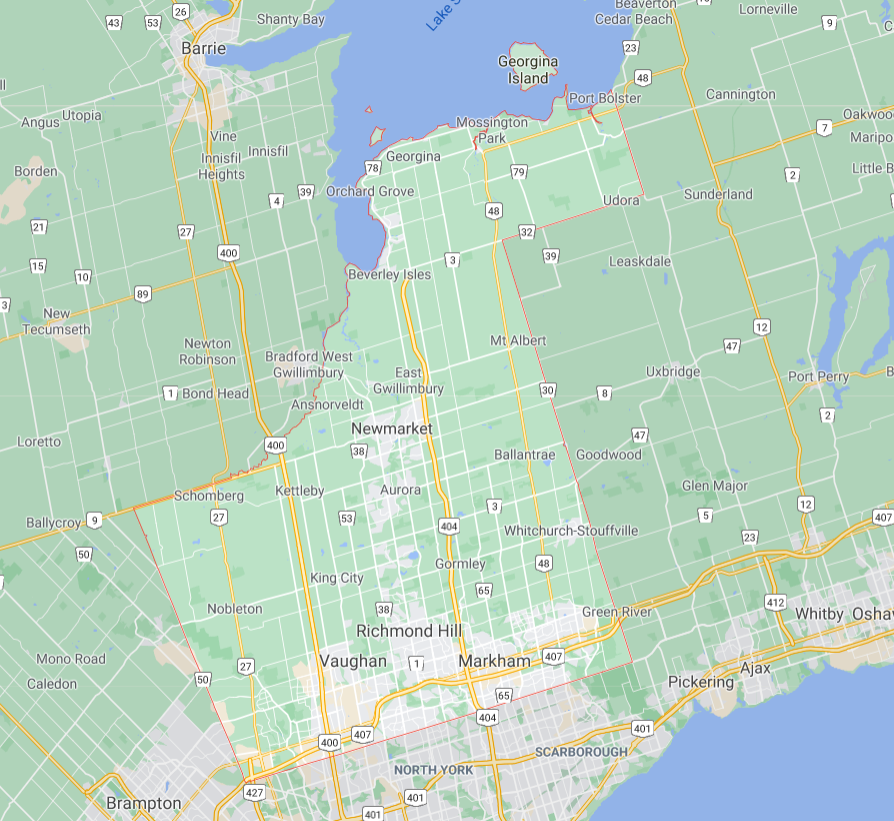 Beaverton
26
Shanty Bay
Lorneville
43
53
Lake S
Cedar Beach
9
Barrie
23
Georgina
Island
48
Port Bolster
Cannington
Utopia
Angus
Mossington
Park
Oakwoo
7
Vine
Maripo
Innisfil
Innisfil
Heights
Georgina
78
79
Borden
2
Little B
Orchard Grove
39
4
Sunderland
Udora
48
21
27
32
400
39
3
Leaskdale
15
10
Beverley Isles
89
3
New
Tecumseth
12
Newton
Robinson
Mt Albert
47
Bradford West
Gwillimbury
East
Gwillimbury
Uxbridge
Port Perry
1
Bond Head
30
8
Ansnorveldt
2
Newmarket
47
Loretto
400
38
Ballantrae
Goodwood
Schomberg
Kettleby
Aurora
Glen Major
3
12
Ballycroy
9
27
53
5
407
404
Whitchurch-Stouffville
23
50
Gormley
48
King City
65
412
Nobleton
38
Green River
Whitby
Osha
Richmond Hill
Mono Road
27
Vaughan
1
Markham
407
Ajax
50
Caledon
65
Pickering
404
401
407
400
SCARBOROUGH
NORTH YORK
427
401
Brampton
401